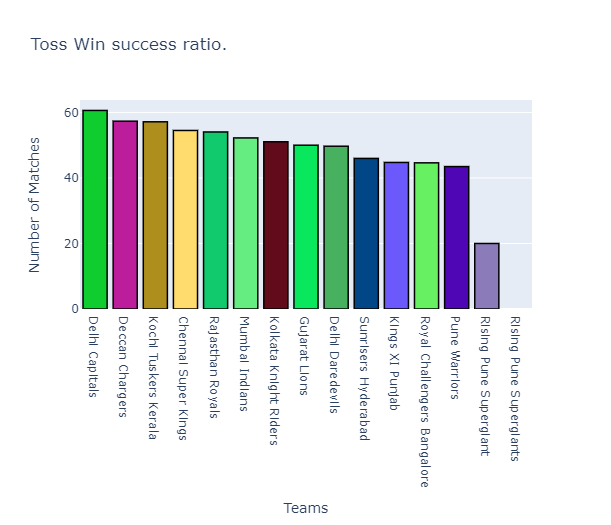 Toss Win success ratio.
60
40
20
0
Number of Matches
Delhi Capitals
Deccan Chargers
Kochi Tuskers Kerala
Chennai Super Kings
Rajasthan Royals
Mumbai Indians
Kolkata Knight Riders
Gujarat Lions
Delhi Daredevils
Sunrisers Hyderabad
Kings XI Punjab
Royal Challengers Bangalore
Pune Warriors
Rising Pune Supergiant
Rising Pune Supergiants
Teams